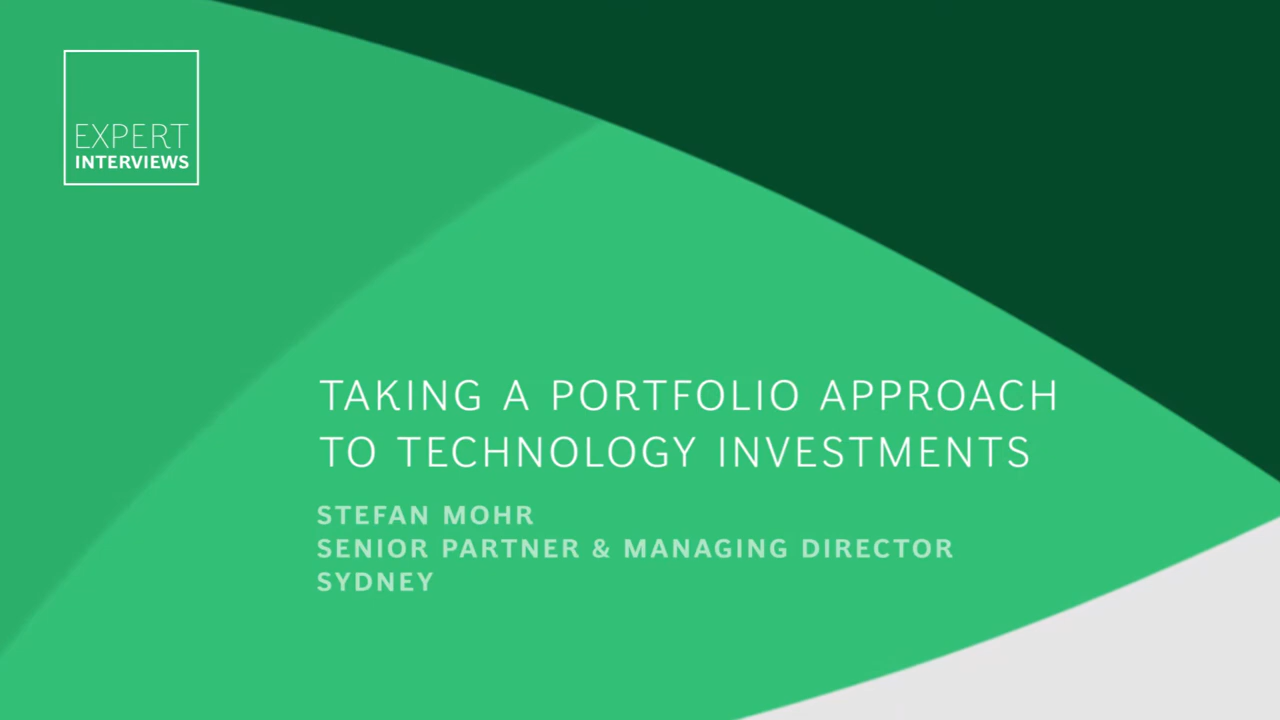 EXPERT
INTERVIEWS
TAKING A PORTFOLIO APPROACH
TO TECHNOLOGY INVESTMENTS
STEFAN MOHR
SENIOR PARTNER & MANAGING DIRECTOR
SYDNEY